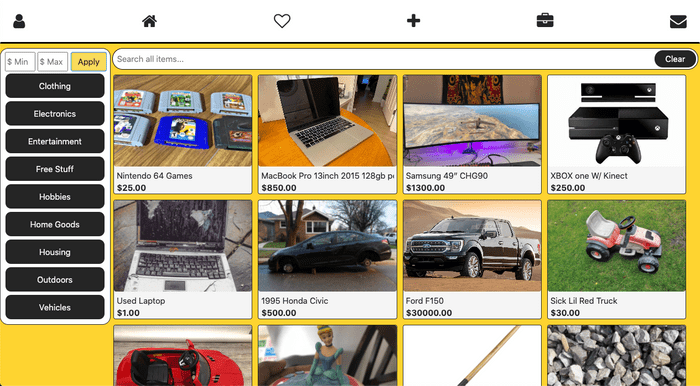 $ Min
$ Max
Apply
Search all items...
Clear
Clothing
Electronics
Entertainment
Free Stuff
Hobbies
Home Goods
Housing
Outdoors
Vehicles
Nintendo 64 Games
$25.00
MacBook Pro 13inch 2015 128gb
$850.00
Samsung 49" CHG90
$1300.00
XBOX one W/ Kinect
$250.00
Used Laptop
$1.00
1995 Honda Civic
$500.00
Ford F150
$30000.00
Sick Lil Red Truck
$30.00